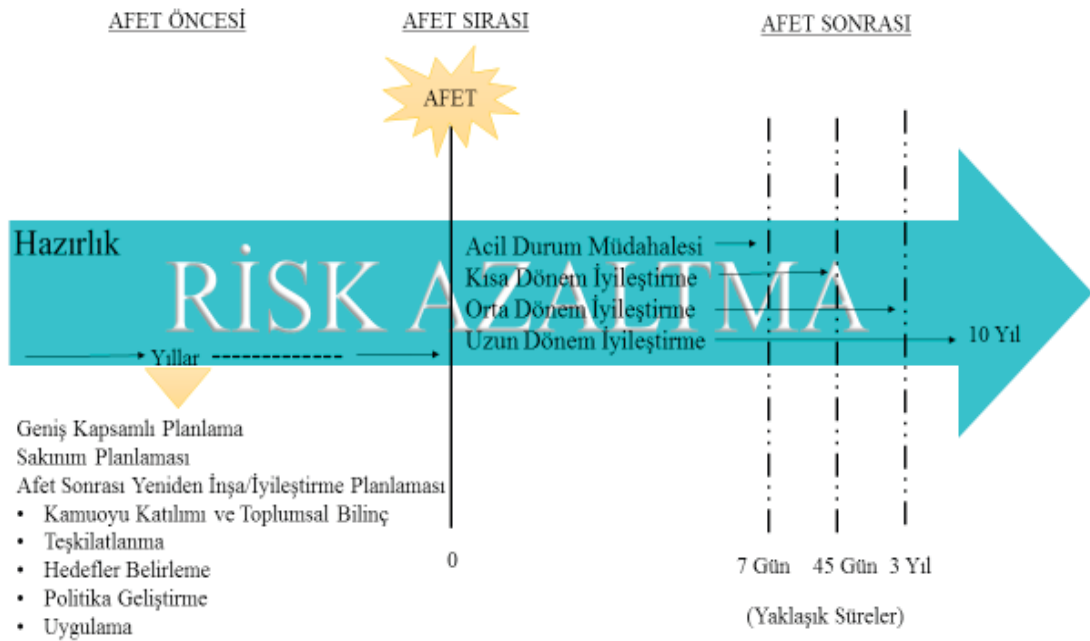 AFET ÖNCESİ
AFET SIRASI
AFET SONRASI
AFET
Hazırlık
RİSK AZALTMA
Acil Durum Müdahalesi
Kısa Dönem İyileştirme
Orta Dönem İyileştirme
Uzun Dönem İyileştirme
10 Yıl
Yıllar
Geniş Kapsamlı Planlama
Sakınım Planlaması
Afet Sonrası Yeniden İnşa/İyileştirme Planlaması
• Kamuoyu Katılımı ve Toplumsal Bilinç
• Teşkilatlanma
• Hedefler Belirleme
• Politika Geliştirme
• Uygulama
0
7 Gün
45 Gün
3 Yıl
(Yaklaşık Süreler)